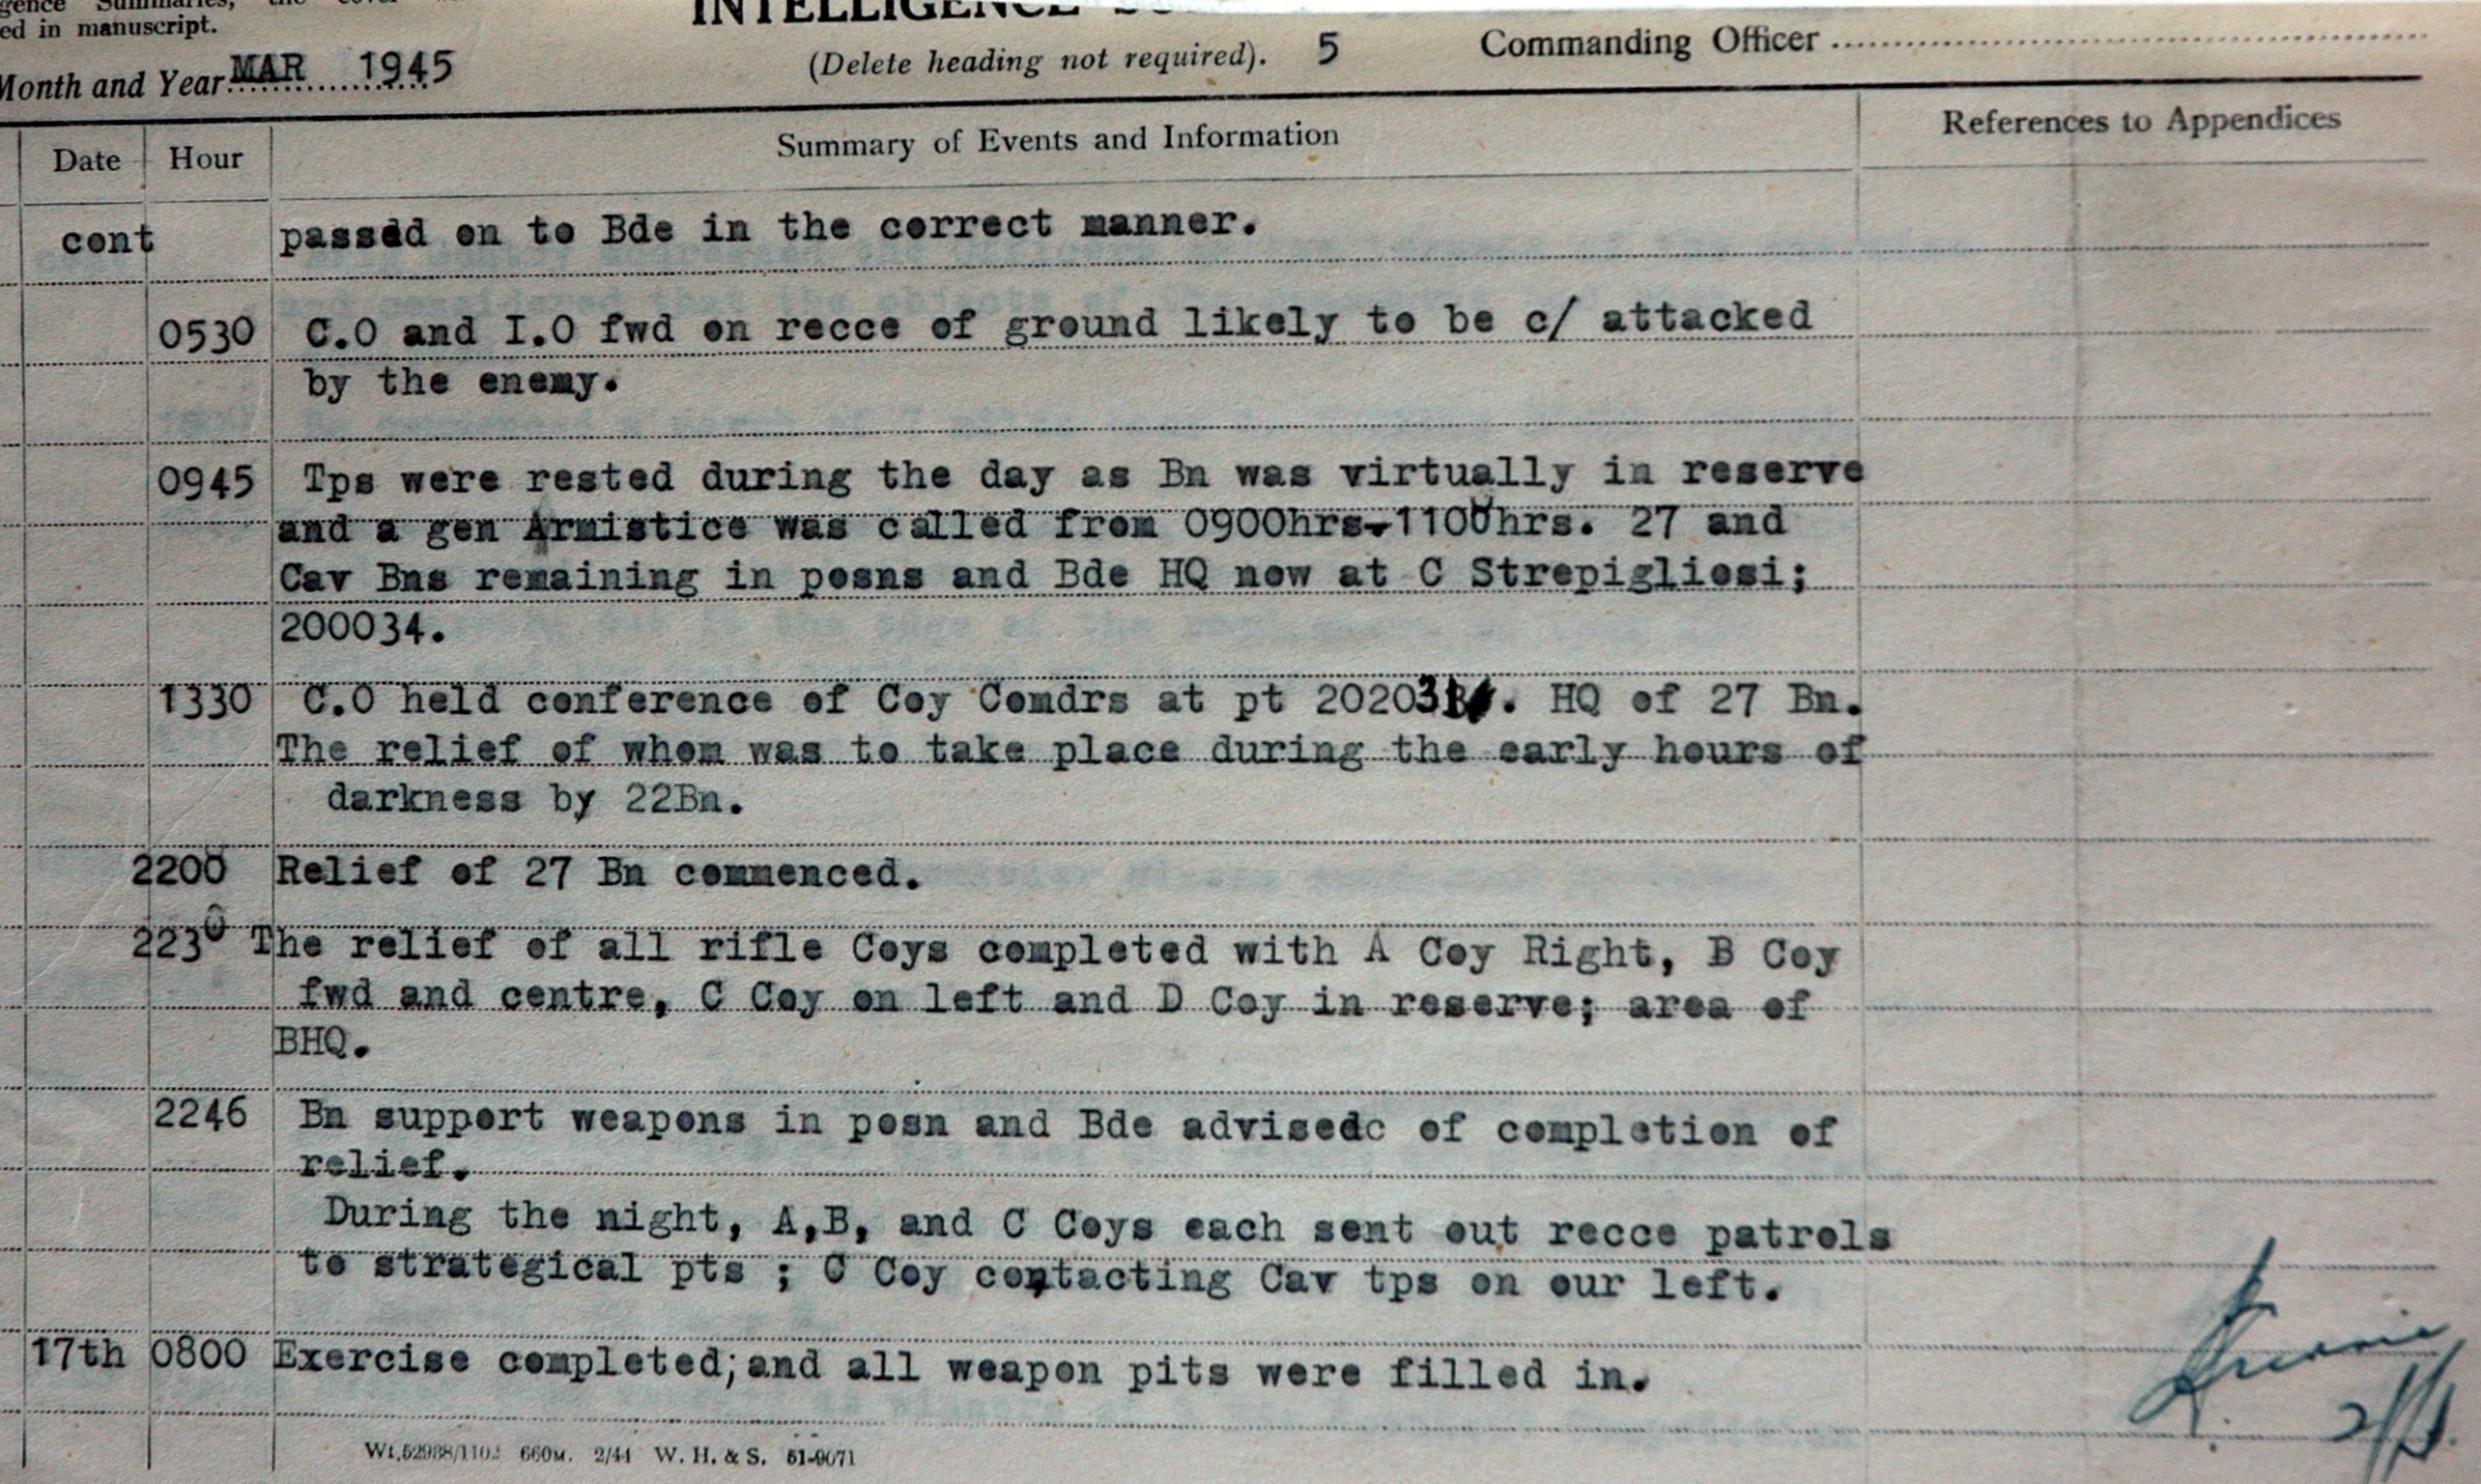 ed in manuscript.
(Delete heading not required). 5 Commanding Officer
Month and Year MAR 1945
Date Hour Summary of Events and Information References to Appendices
cont passed on to Bde in the correct manner.
0530 C.O and I.O fwd on recce of ground likely to be c/ attacked
by the enemy.
0945 Tps were rested during the day as Bn was virtually in reserve
and a gen Armistice was called from 0900hrs-1100hrs. 27 and
Cav Bns remaining in posns and Bde HQ now at C Strepigliosi;
200034.
1330 C.O held conference of Coy Comdrs at pt HQ of 27 Bn.
The relief of whom was to take place during the early hours of
darkness by 22Bn.
2200 Relief of 27 Bn commenced.
2230 The relief of all rifle Coys completed with A Coy Right, B Coy
fwd and centre, C Coy on left and D Coy in reserve; area of
BHQ.
2246 Bn support weapons in posn and Bde advisedc of completion of
relief.
During the night, A,B, and C Coys each sent out recce patrols
to strategical pts ; C Coy contacting Cav tps on our left.
17th 0800 Exercise completed;and all weapon pits were filled in.
660M. 2/44 W. H. & S. 51-9071